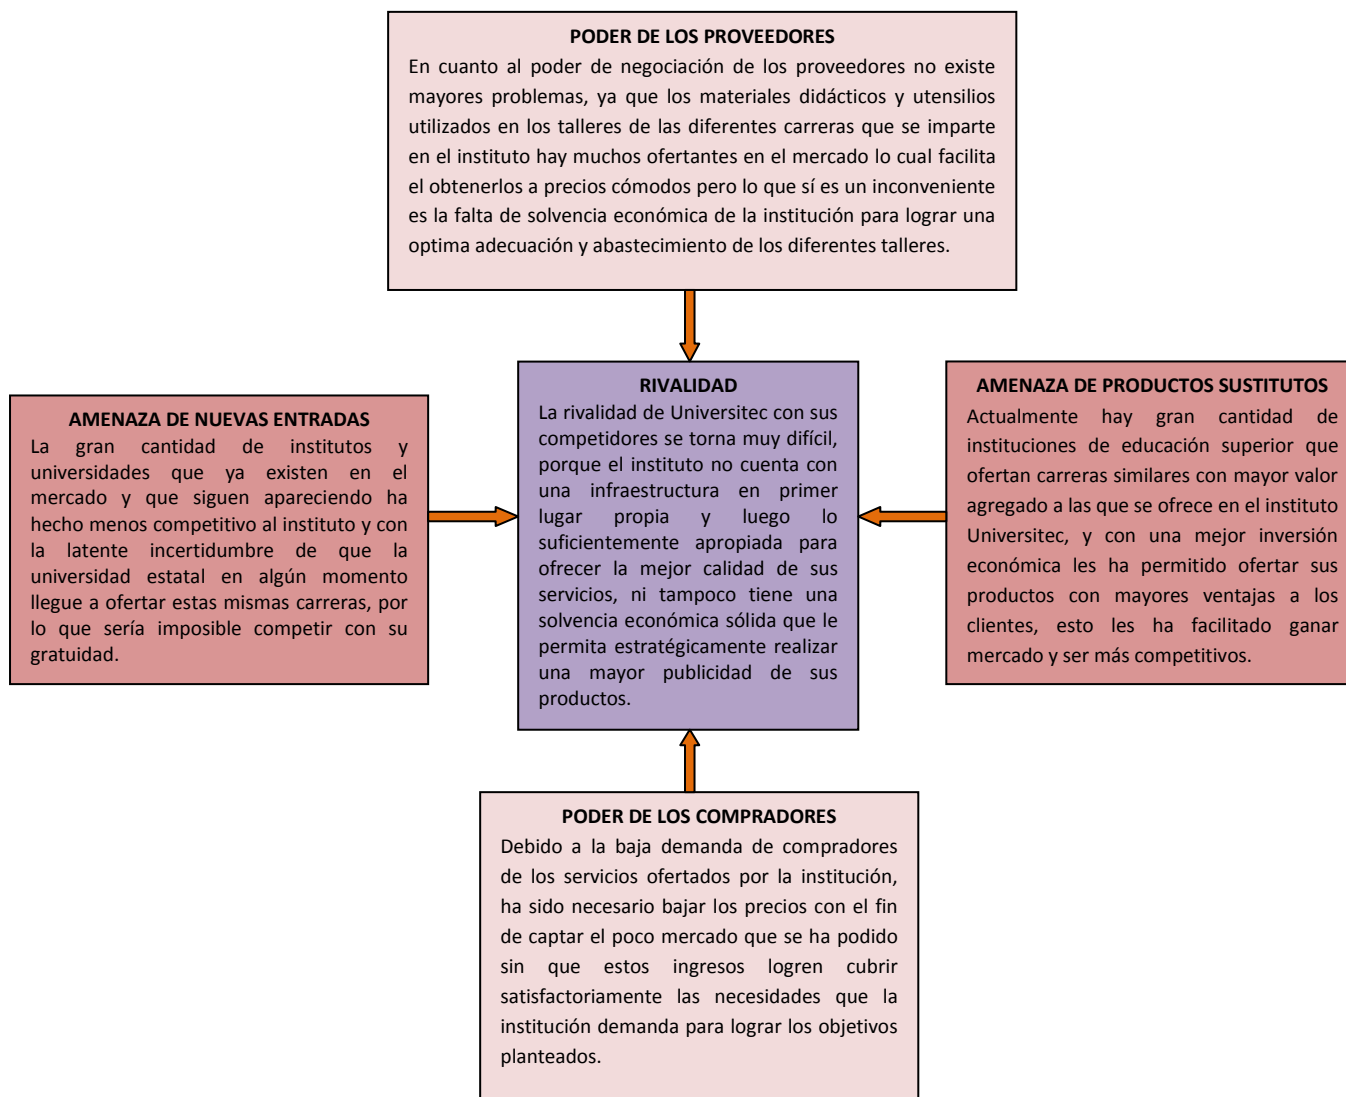 PODER DE LOS PROVEEDORES
En cuanto al poder de negociación de los proveedores no existe
mayores problemas, ya que los materiales didácticos y utensilios
utilizados en los talleres de las diferentes carreras que se imparte
en el instituto hay muchos ofertantes en el mercado lo cual facilita
el obtenerlos a precios cómodos pero lo que sí es un inconveniente
es la falta de solvencia económica de la institución para lograr una
optima adecuación y abastecimiento de los diferentes talleres.
AMENAZA DE NUEVAS ENTRADAS
La gran cantidad de institutos y
universidades que ya existen en el
mercado y que siguen apareciendo ha
hecho menos competitivo al instituto y con
la latente incertidumbre de que la
universidad estatal en algún momento
llegue a ofertar estas mismas carreras, por
lo que sería imposible competir con su
gratuidad.
RIVALIDAD
La rivalidad de Universitec con sus
competidores se torna muy difícil,
porque el instituto no cuenta con
una infraestructura en primer
lugar propia y luego lo
suficientemente apropiada para
ofrecer la mejor calidad de sus
servicios, ni tampoco tiene una
solvencia económica sólida que le
permita estratégicamente realizar
una mayor publicidad de sus
productos.
AMENAZA DE PRODUCTOS SUSTITUTOS
Actualmente hay gran cantidad de
instituciones de educación superior que
ofertan carreras similares con mayor valor
agregado a las que se ofrece en el instituto
Universitec, y con una mejor inversión
económica les ha permitido ofertar sus
productos con mayores ventajas a los
clientes, esto les ha facilitado ganar
mercado y ser más competitivos.
PODER DE LOS COMPRADORES
Debido a la baja demanda de compradores
de los servicios ofertados por la institución,
ha sido necesario bajar los precios con el fin
de captar el poco mercado que se ha podido
sin que estos ingresos logren cubrir
satisfactoriamente las necesidades que la
institución demanda para lograr los objetivos
planteados.